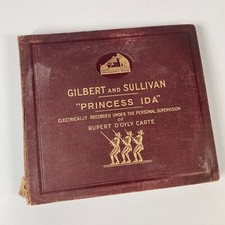 GILBERT AND SULLIVAN
"PRINCESS IDA"
ELECTRICALLY RECORDED UNDER THE PERSONAL SUPERVISION
OF
RUPERT D'OYLY CARTE